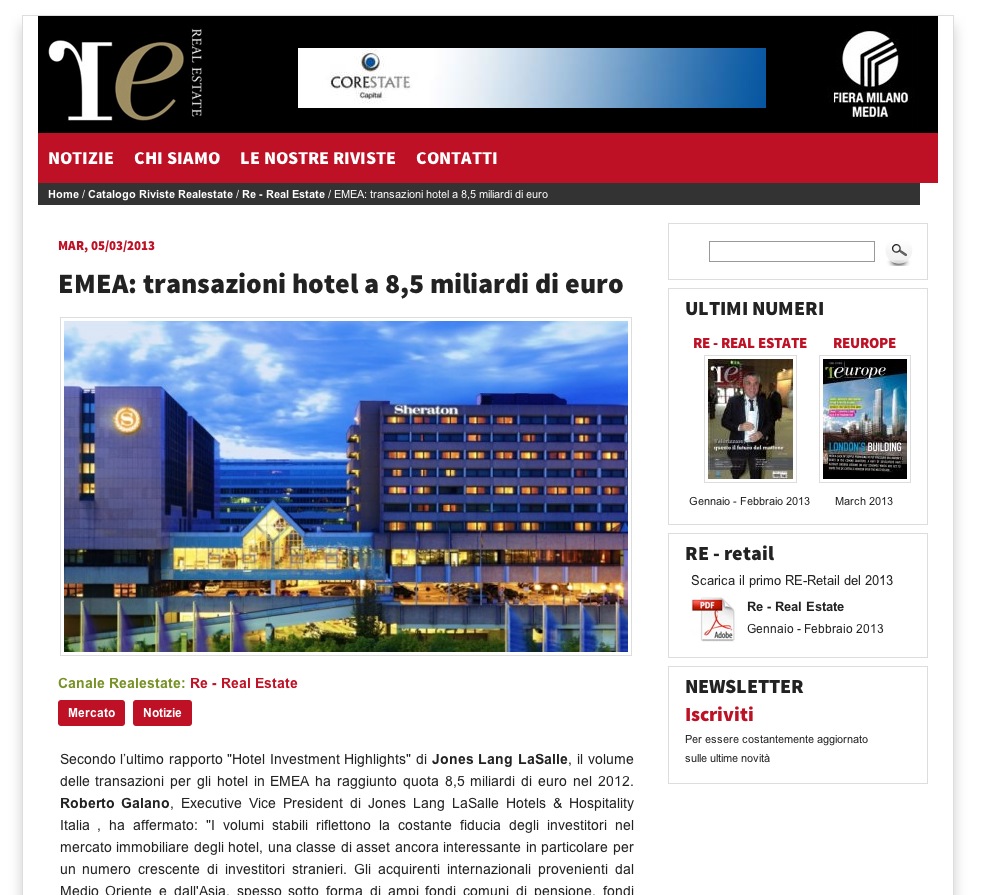 re REAL ESTATE
CORESTATE
Capital
FIERA MILANO
MEDIA
NOTIZIE CHI SIAMO LE NOSTRE RIVISTE CONTATTI
Home / Catalogo Riviste Realestate / Re - Real Estate / EMEA: transazioni hotel a 8,5 miliardi di euro
MAR, 05/03/2013
EMEA: transazioni hotel a 8,5 miliardi di euro
S
Sheraton
Canale Realestate: Re - Real Estate
Mercato Notizie
Secondo l'ultimo rapporto "Hotel Investment Highlights" di Jones Lang LaSalle, il volume
delle transazioni per gli hotel in EMEA ha raggiunto quota 8,5 miliardi di euro nel 2012.
Roberto Galano, Executive Vice President di Jones Lang LaSalle Hotels & Hospitality
Italia , ha affermato: "I volumi stabili riflettono la costante fiducia degli investitori nel
mercato immobiliare degli hotel, una classe di asset ancora interessante in particolare per
un numero crescente di investitori stranieri. Gli acquirenti internazionali provenienti dal
Medio Oriente e dall'Asia, spesso sotto forma di ampi fondi comuni di pensione, fondi
ULTIMI NUMERI
RE - REAL ESTATE REUROPE
re
quanto il futuro del mattone
reurope
LONDON'S BUILDING
Gennaio - Febbraio 2013 March 2013
RE - retail
Scarica il primo RE-Retail del 2013
PDF
Adobe
Re - Real Estate
Gennaio - Febbraio 2013
NEWSLETTER
Iscriviti
Per essere costantemente aggiornato
sulle ultime novità